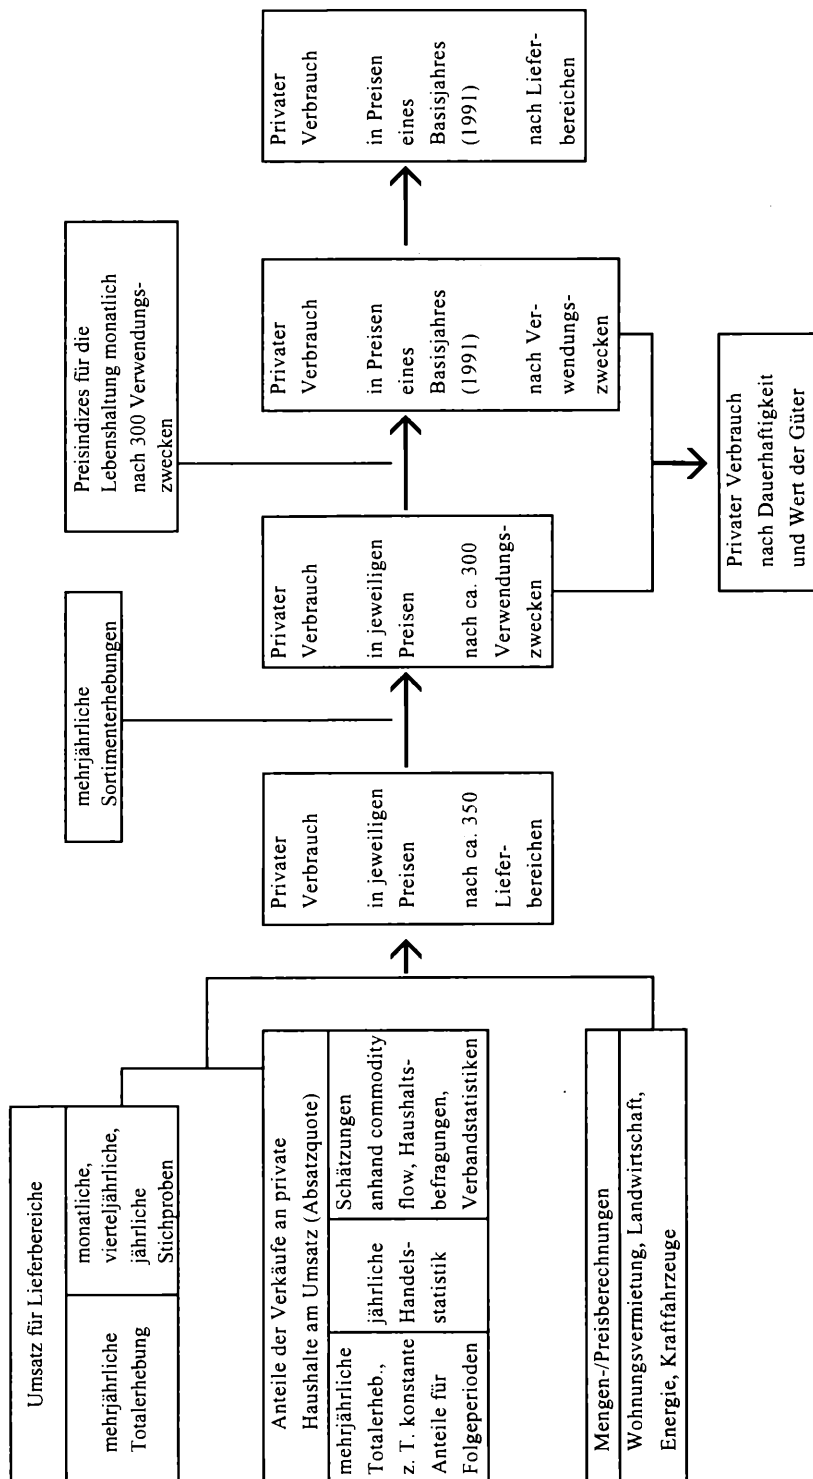 Umsatz für Lieferbereiche
mehrjährliche
Totalerhebung
monatliche,
vierteljährliche,
jährliche
Stichproben
Anteile der Verkäufe an private
Haushalte am Umsatz (Absatzquote)
mehrjährliche
Totalerheb.,
z. T. konstante
Anteile für
Folgeperioden
jährliche
Handels-
statistik
Schätzungen
anhand commodity
flow, Haushalts-
befragungen,
Verbandstatistiken
Mengen-/Preisberechnungen
Wohnungsvermietung, Landwirtschaft,
Energie, Kraftfahrzeuge
Privater
Verbrauch
in jeweiligen
Preisen
nach ca. 350
Liefer-
bereichen
mehrjährliche
Sortimenterhebungen
Privater
Verbrauch
in jeweiligen
Preisen
nach ca. 300
Verwendungs-
zwecken
Preisindizes für die
Lebenshaltung monatlich
nach 300 Verwendungs-
zwecken
Privater
Verbrauch
in Preisen
eines
Basisjahres
(1991)
nach Ver-
wendungs-
zwecken
Privater
Verbrauch
in Preisen
eines
Basisjahres
(1991)
nach Liefer-
bereichen
Privater Verbrauch
nach Dauerhaftigkeit
und Wert der Güter